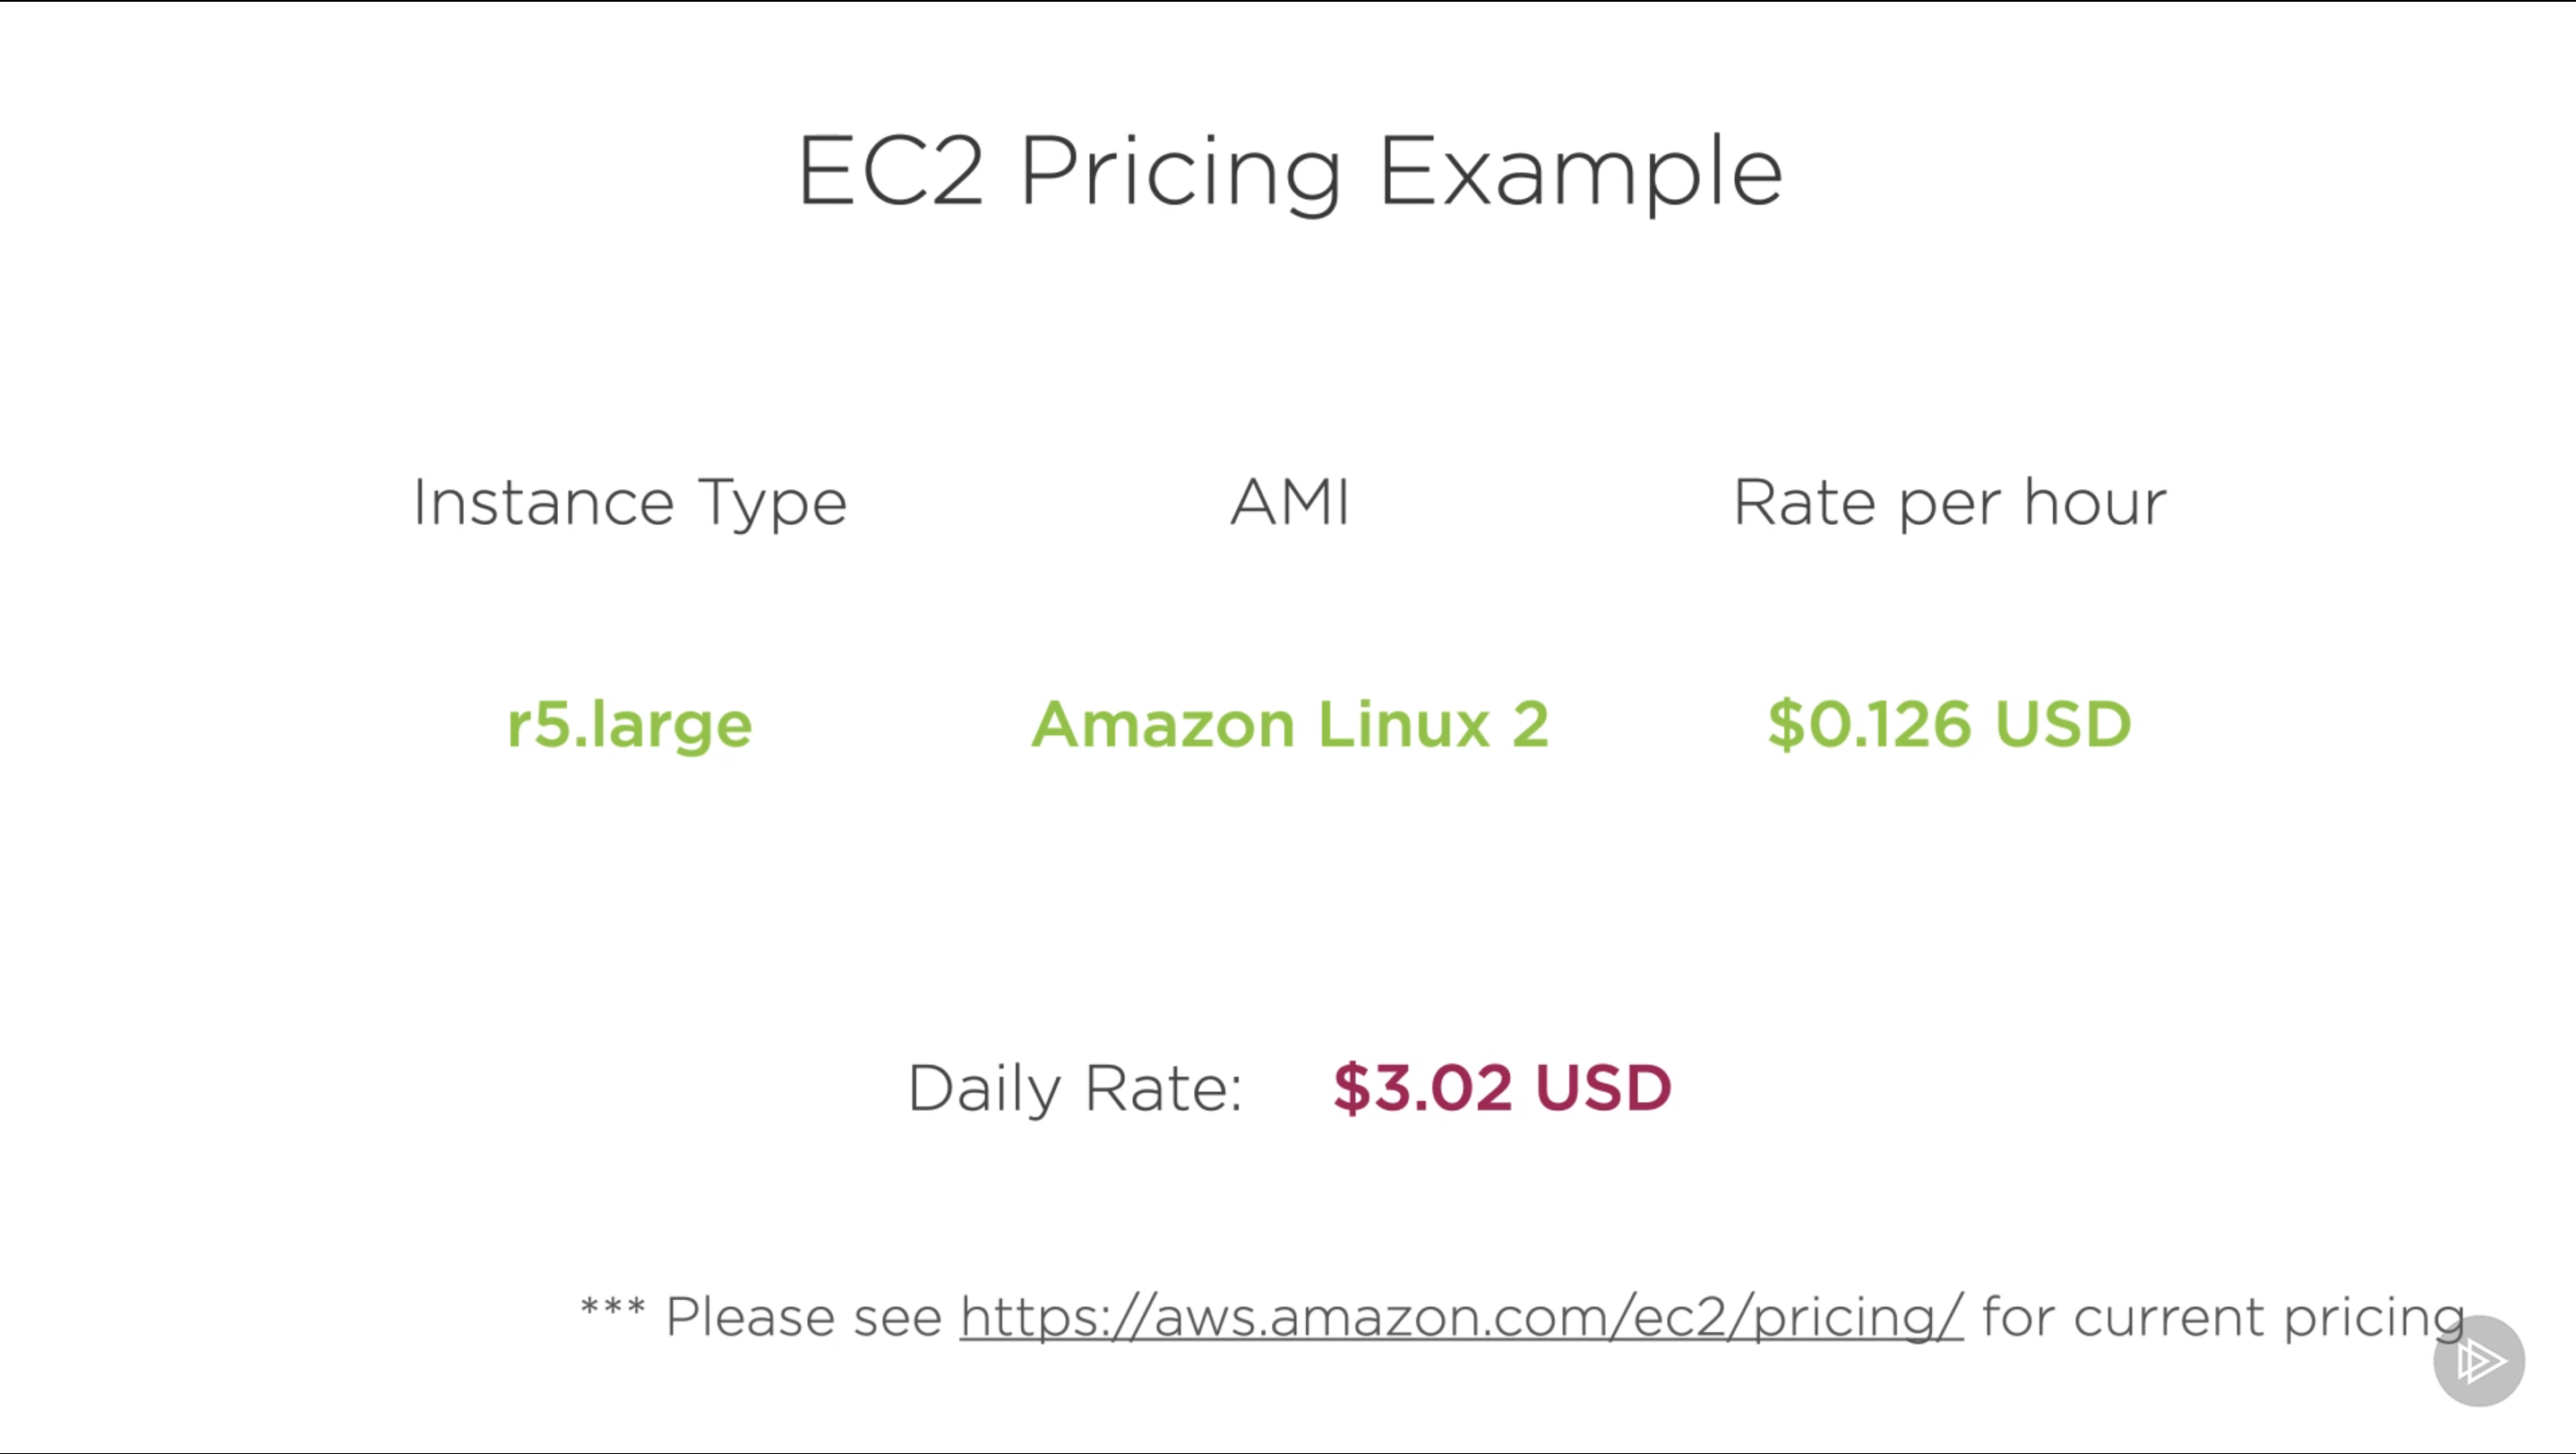 EC2 Pricing Example
Instance Type AMI Rate per hour
r5.large Amazon Linux 2 $0.126 USD
Daily Rate: $3.02 USD
*** Please see https://aws.amazon.com/ec2/pricing/ for current pricing